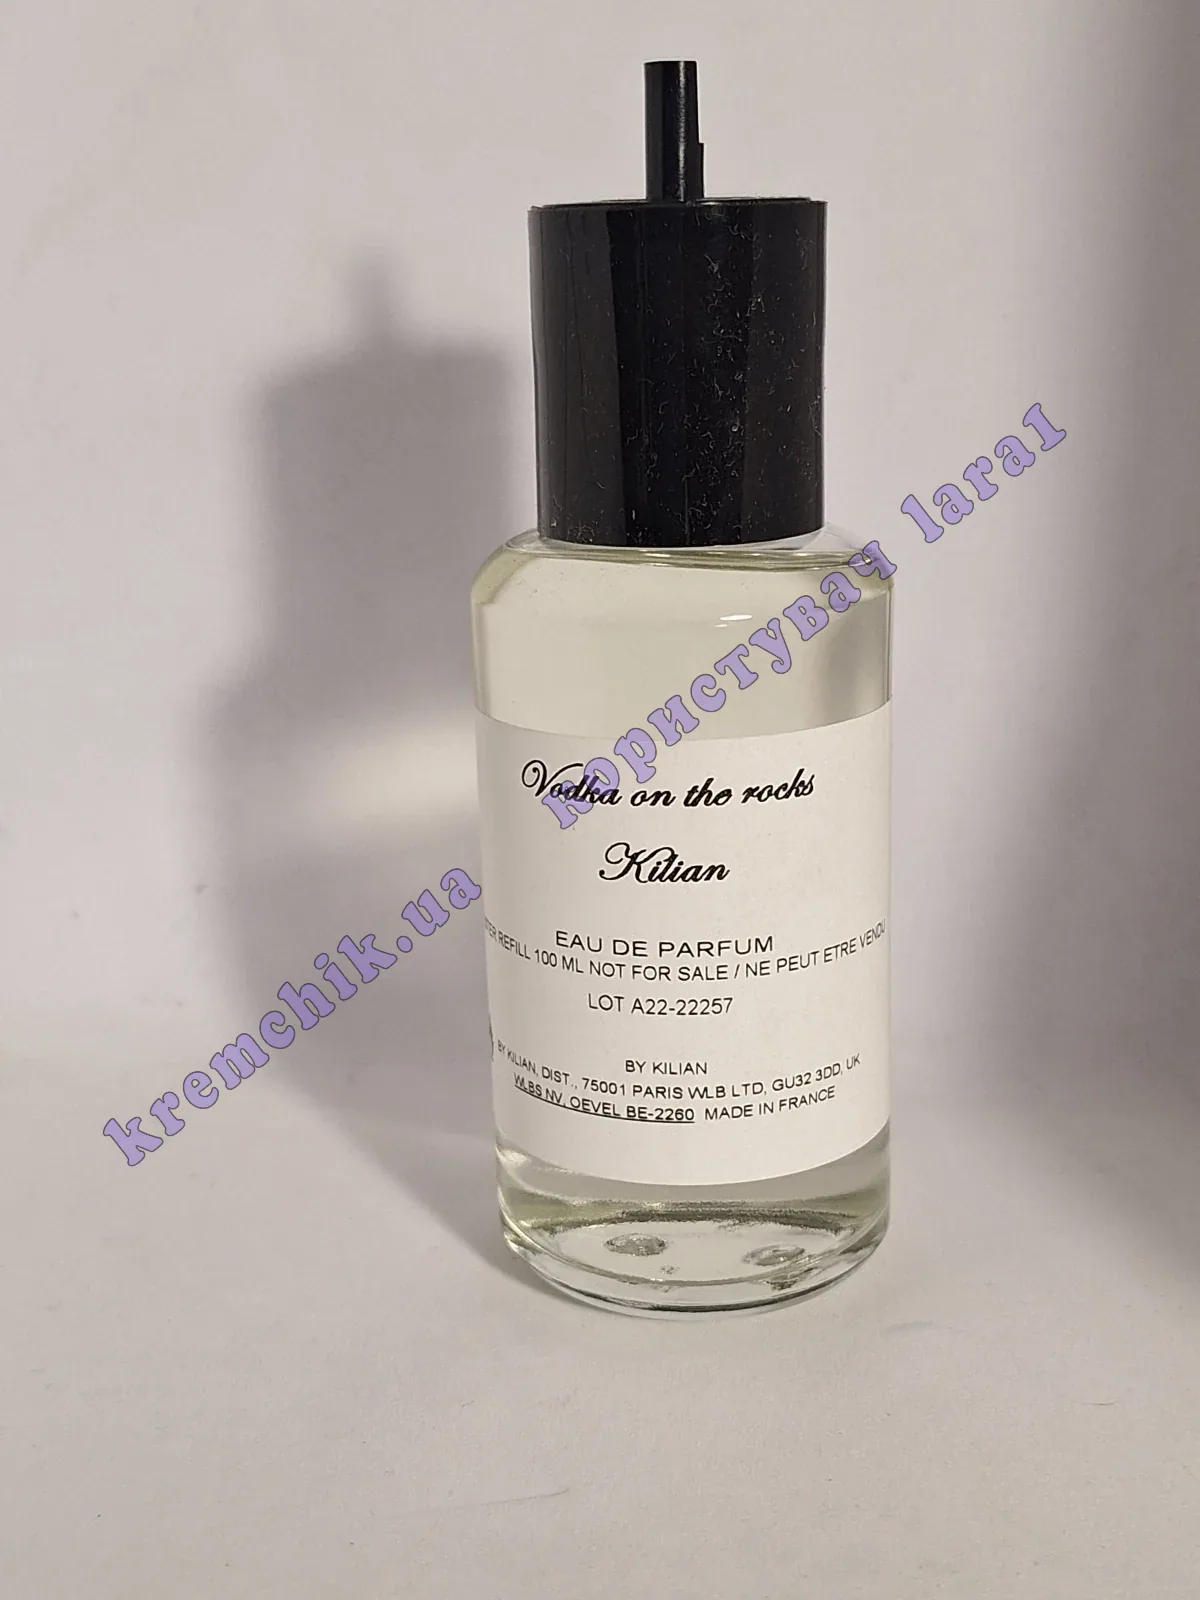 Vodka on the rocks
Kilian
EAU DE PARFUM
REFILL 100 ML NOT FOR SALE / NE PEUT ETRE VENDU
LOT A22-22257
BY KILIAN
BY KILIAN, DIST., 75001 PARIS WLB LTD, GU32 3DD, UK
WLBS NV, OEVEL BE-2260 MADE IN FRANCE
kremchik.ua користувач lara1